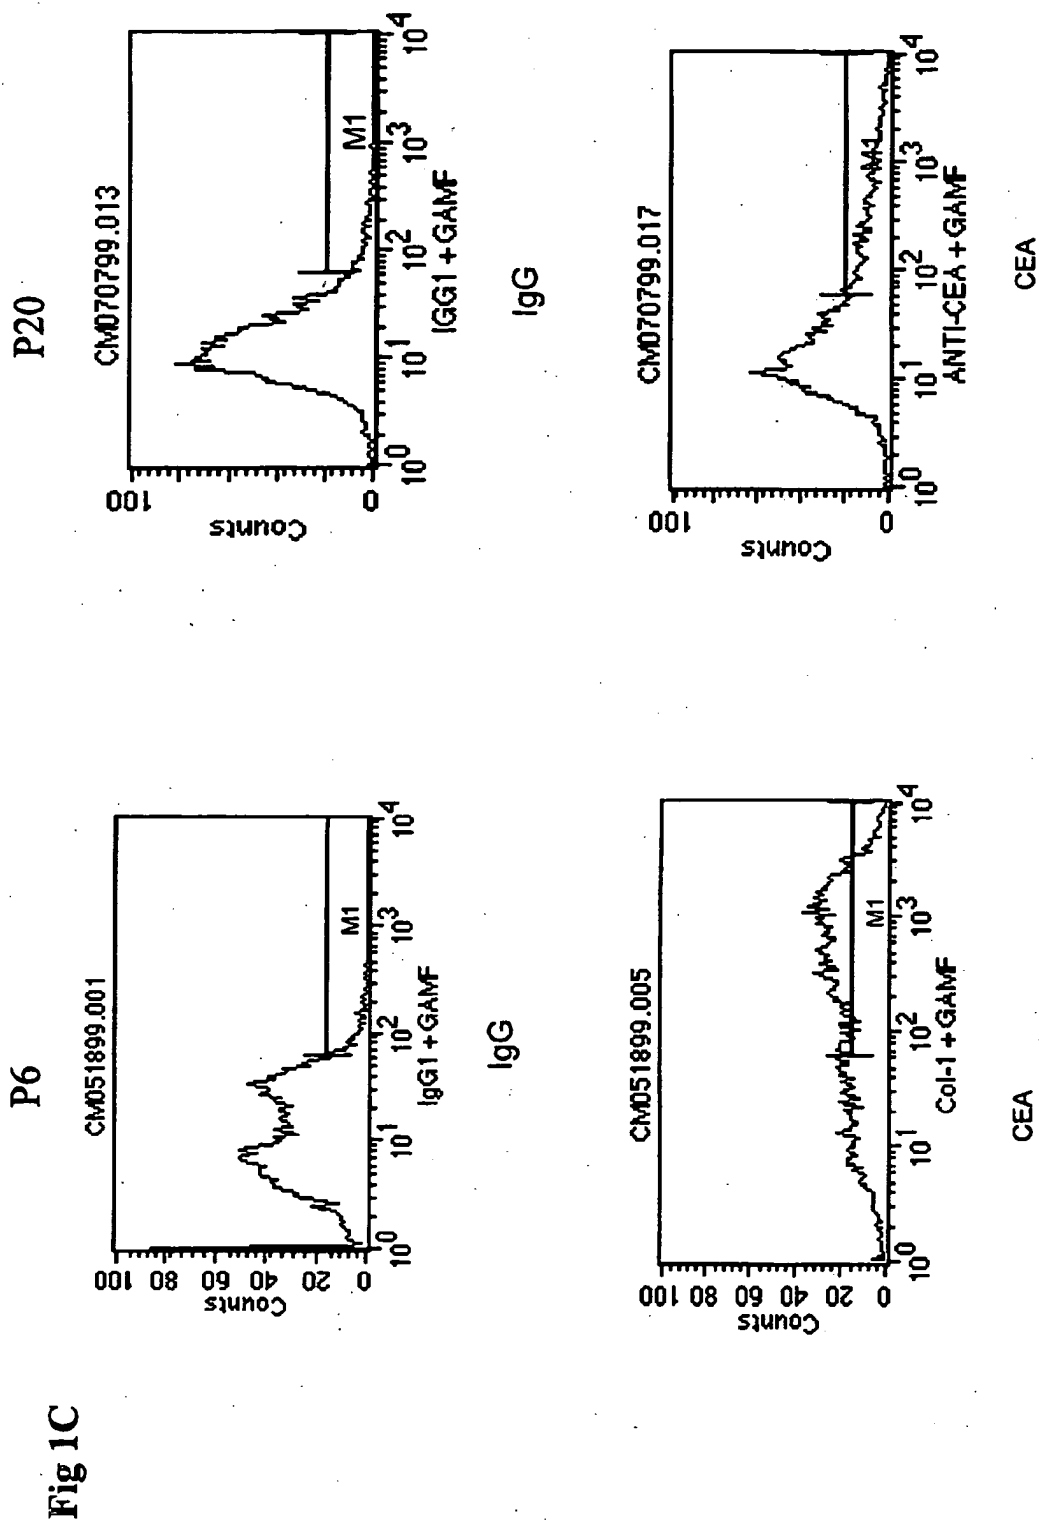 Fig 1C
P6
P20
CM051899.001
Counts
100
80
60
40
20
0
M1
10^0
10^1
10^2
10^3
10^4
IgG1 + GAMF
IgG
CM070799.013
Counts
100
0
M1
10^0
10^1
10^2
10^3
10^4
IGG1 + GAMF
IgG
CM051899.005
Counts
100
80
60
40
20
0
M1
10^0
10^1
10^2
10^3
10^4
Col-1 + GAMF
CEA
CM070799.017
Counts
100
0
M1
10^0
10^1
10^2
10^3
10^4
ANTI-CEA + GAMF
CEA